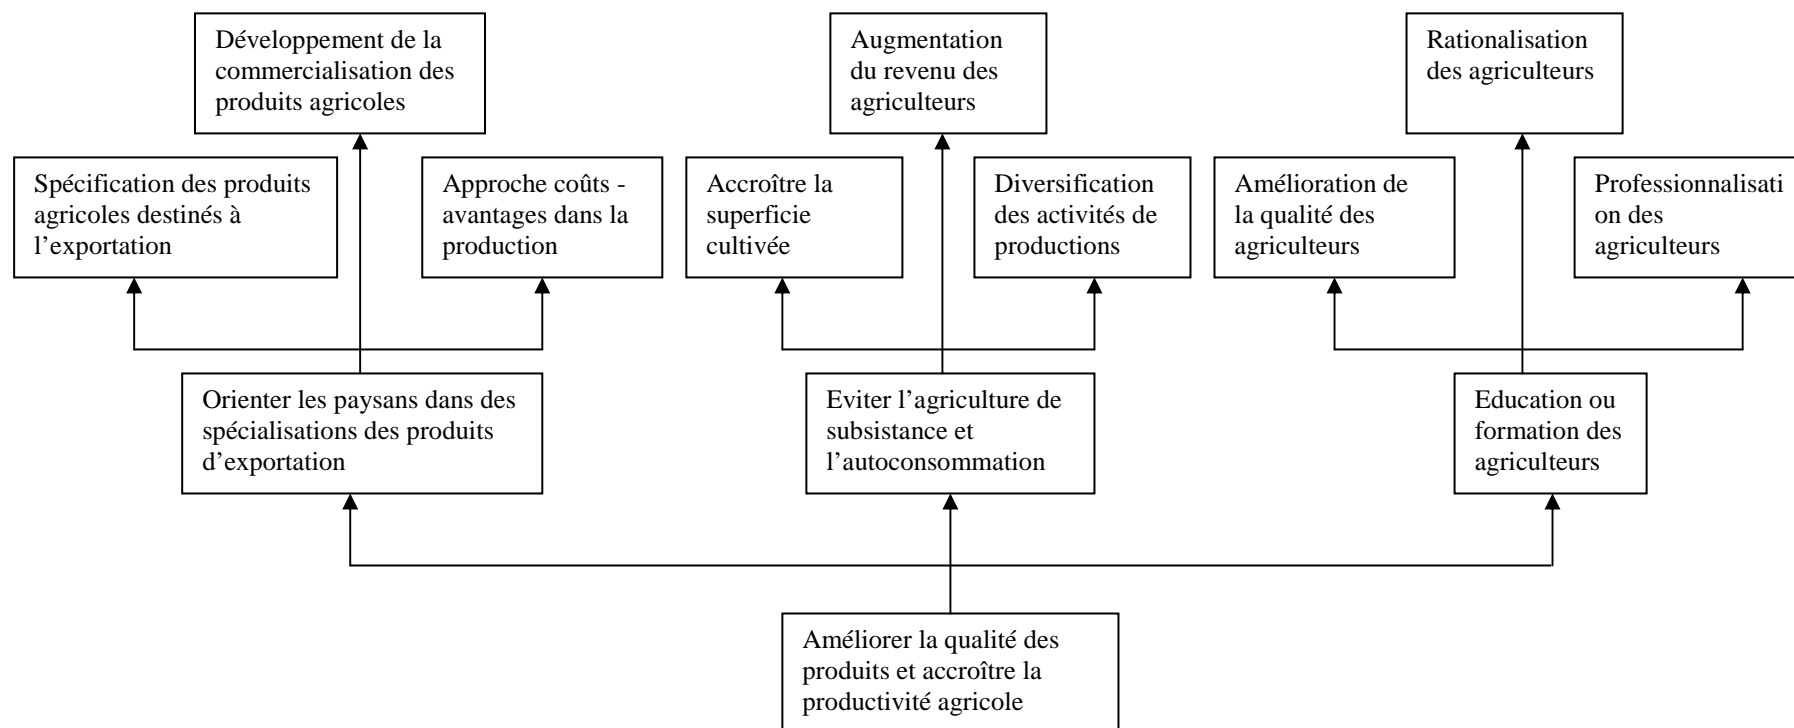 Développement de la
commercialisation des
produits agricoles
Augmentation
du revenu des
agriculteurs
Rationalisation
des agriculteurs
Spécification des produits
agricoles destinés à
l’exportation
Approche coûts -
avantages dans la
production
Accroître la
superficie
cultivée
Diversification
des activités de
productions
Amélioration de
la qualité des
agriculteurs
Professionnalisati
on des
agriculteurs
Orienter les paysans dans des
spécialisations des produits
d’exportation
Eviter l’agriculture de
subsistance et
l’autoconsommation
Education ou
formation des
agriculteurs
Améliorer la qualité des
produits et accroître la
productivité agricole